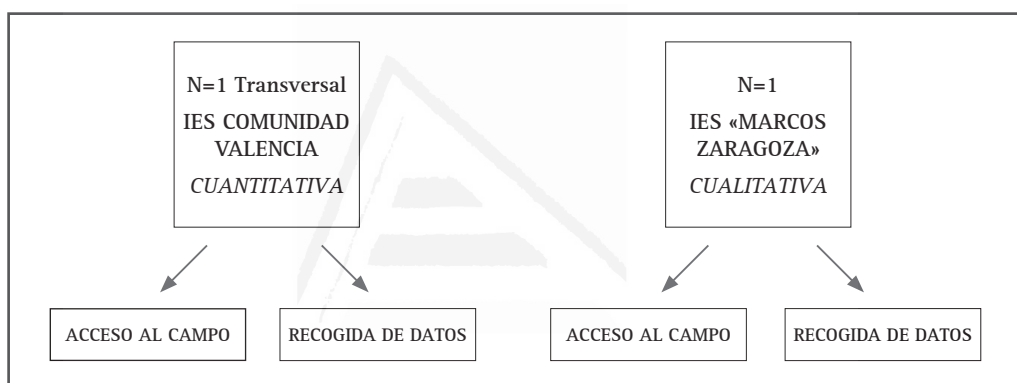 N=1 Transversal
IES COMUNIDAD
VALENCIA
CUANTITATIVA
N=1
IES «MARCOS
ZARAGOZA»
CUALITATIVA
ACCESO AL CAMPO
RECOGIDA DE DATOS
ACCESO AL CAMPO
RECOGIDA DE DATOS